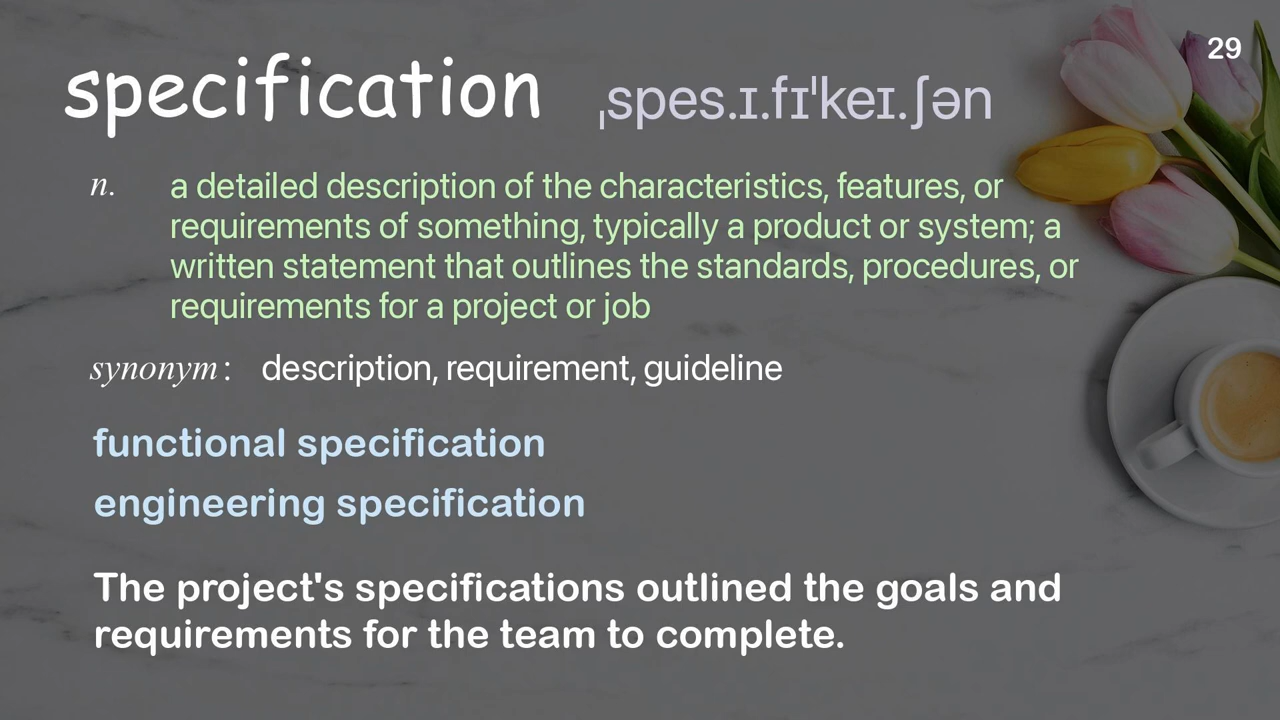 29
specification ˌspes.ɪ.fɪˈkeɪ.ʃən
n. a detailed description of the characteristics, features, or
requirements of something, typically a product or system; a
written statement that outlines the standards, procedures, or
requirements for a project or job
synonym: description, requirement, guideline
functional specification
engineering specification
The project's specifications outlined the goals and
requirements for the team to complete.